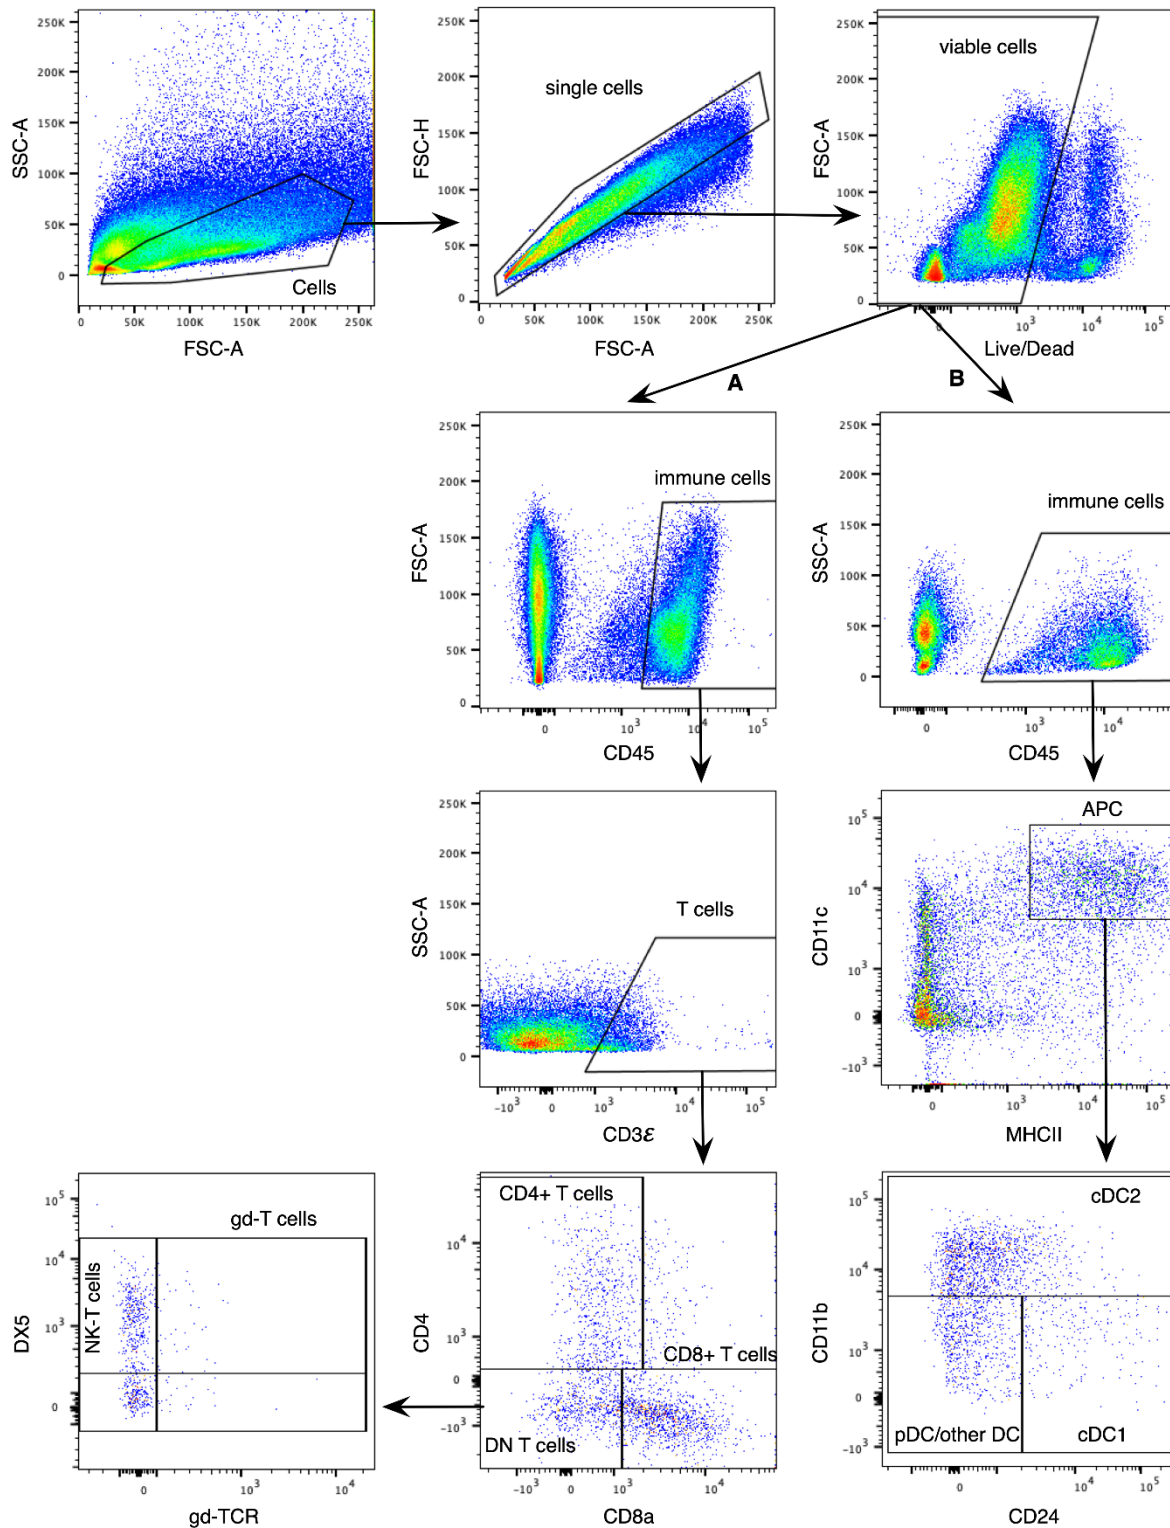 250K
200K
150K
100K
50K
0
SSC-A
Cells
0 50K 100K 150K 200K 250K
FSC-A
250K
200K
150K
100K
50K
0
FSC-H
single cells
0 50K 100K 150K 200K 250K
FSC-A
250K
200K
150K
100K
50K
0
FSC-A
viable cells
0 10³ 10⁴ 10⁵
Live/Dead
A
B
250K
200K
150K
100K
50K
0
FSC-A
immune cells
0 10³ 10⁴ 10⁵
CD45
250K
200K
150K
100K
50K
0
SSC-A
immune cells
0 10³ 10⁴
CD45
250K
200K
150K
100K
50K
0
SSC-A
T cells
-10³ 0 10³ 10⁴ 10⁵
CD3ε
APC
10⁵
10⁴
10³
0
-10³
CD11c
0 10³ 10⁴ 10⁵
MHCII
10⁵
10⁴
10³
0
DX5
gd-T cells
NK-T cells
0 10³ 10⁴
gd-TCR
10⁴
10³
0
-10³
CD4
CD4+ T cells
CD8+ T cells
DN T cells
-10³ 0 10³ 10⁴
CD8a
10⁵
10⁴
10³
0
-10³
CD11b
cDC2
pDC/other DC
cDC1
0 10⁴ 10⁵
CD24